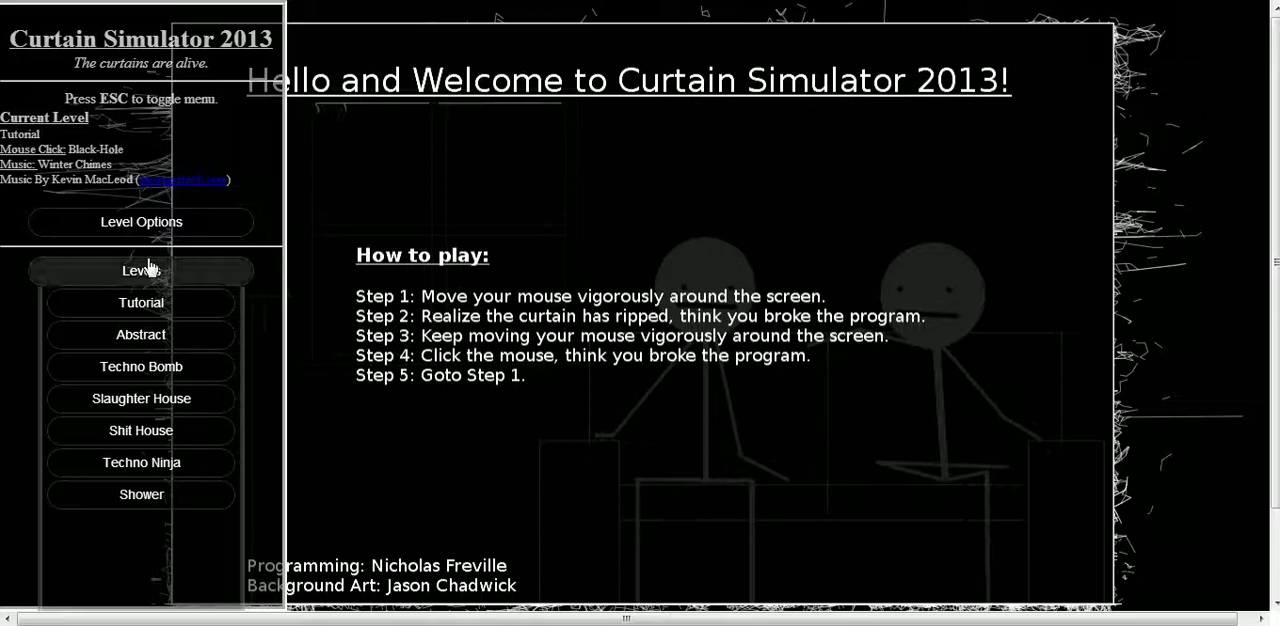 Curtain Simulator 2013
The curtains are alive.
Press ESC to toggle menu.
Current Level
Tutorial
Mouse Click: Black-Hole
Music: Winter Chimes
Music By Kevin MacLeod ( )
Level Options
Levels
Tutorial
Abstract
Techno Bomb
Slaughter House
Shit House
Techno Ninja
Shower
Hello and Welcome to Curtain Simulator 2013!
How to play:
Step 1: Move your mouse vigorously around the screen.
Step 2: Realize the curtain has ripped, think you broke the program.
Step 3: Keep moving your mouse vigorously around the screen.
Step 4: Click the mouse, think you broke the program.
Step 5: Goto Step 1.
Programming: Nicholas Freville
Background Art: Jason Chadwick